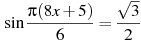 sin π(8x + 5)/6 = √3/2